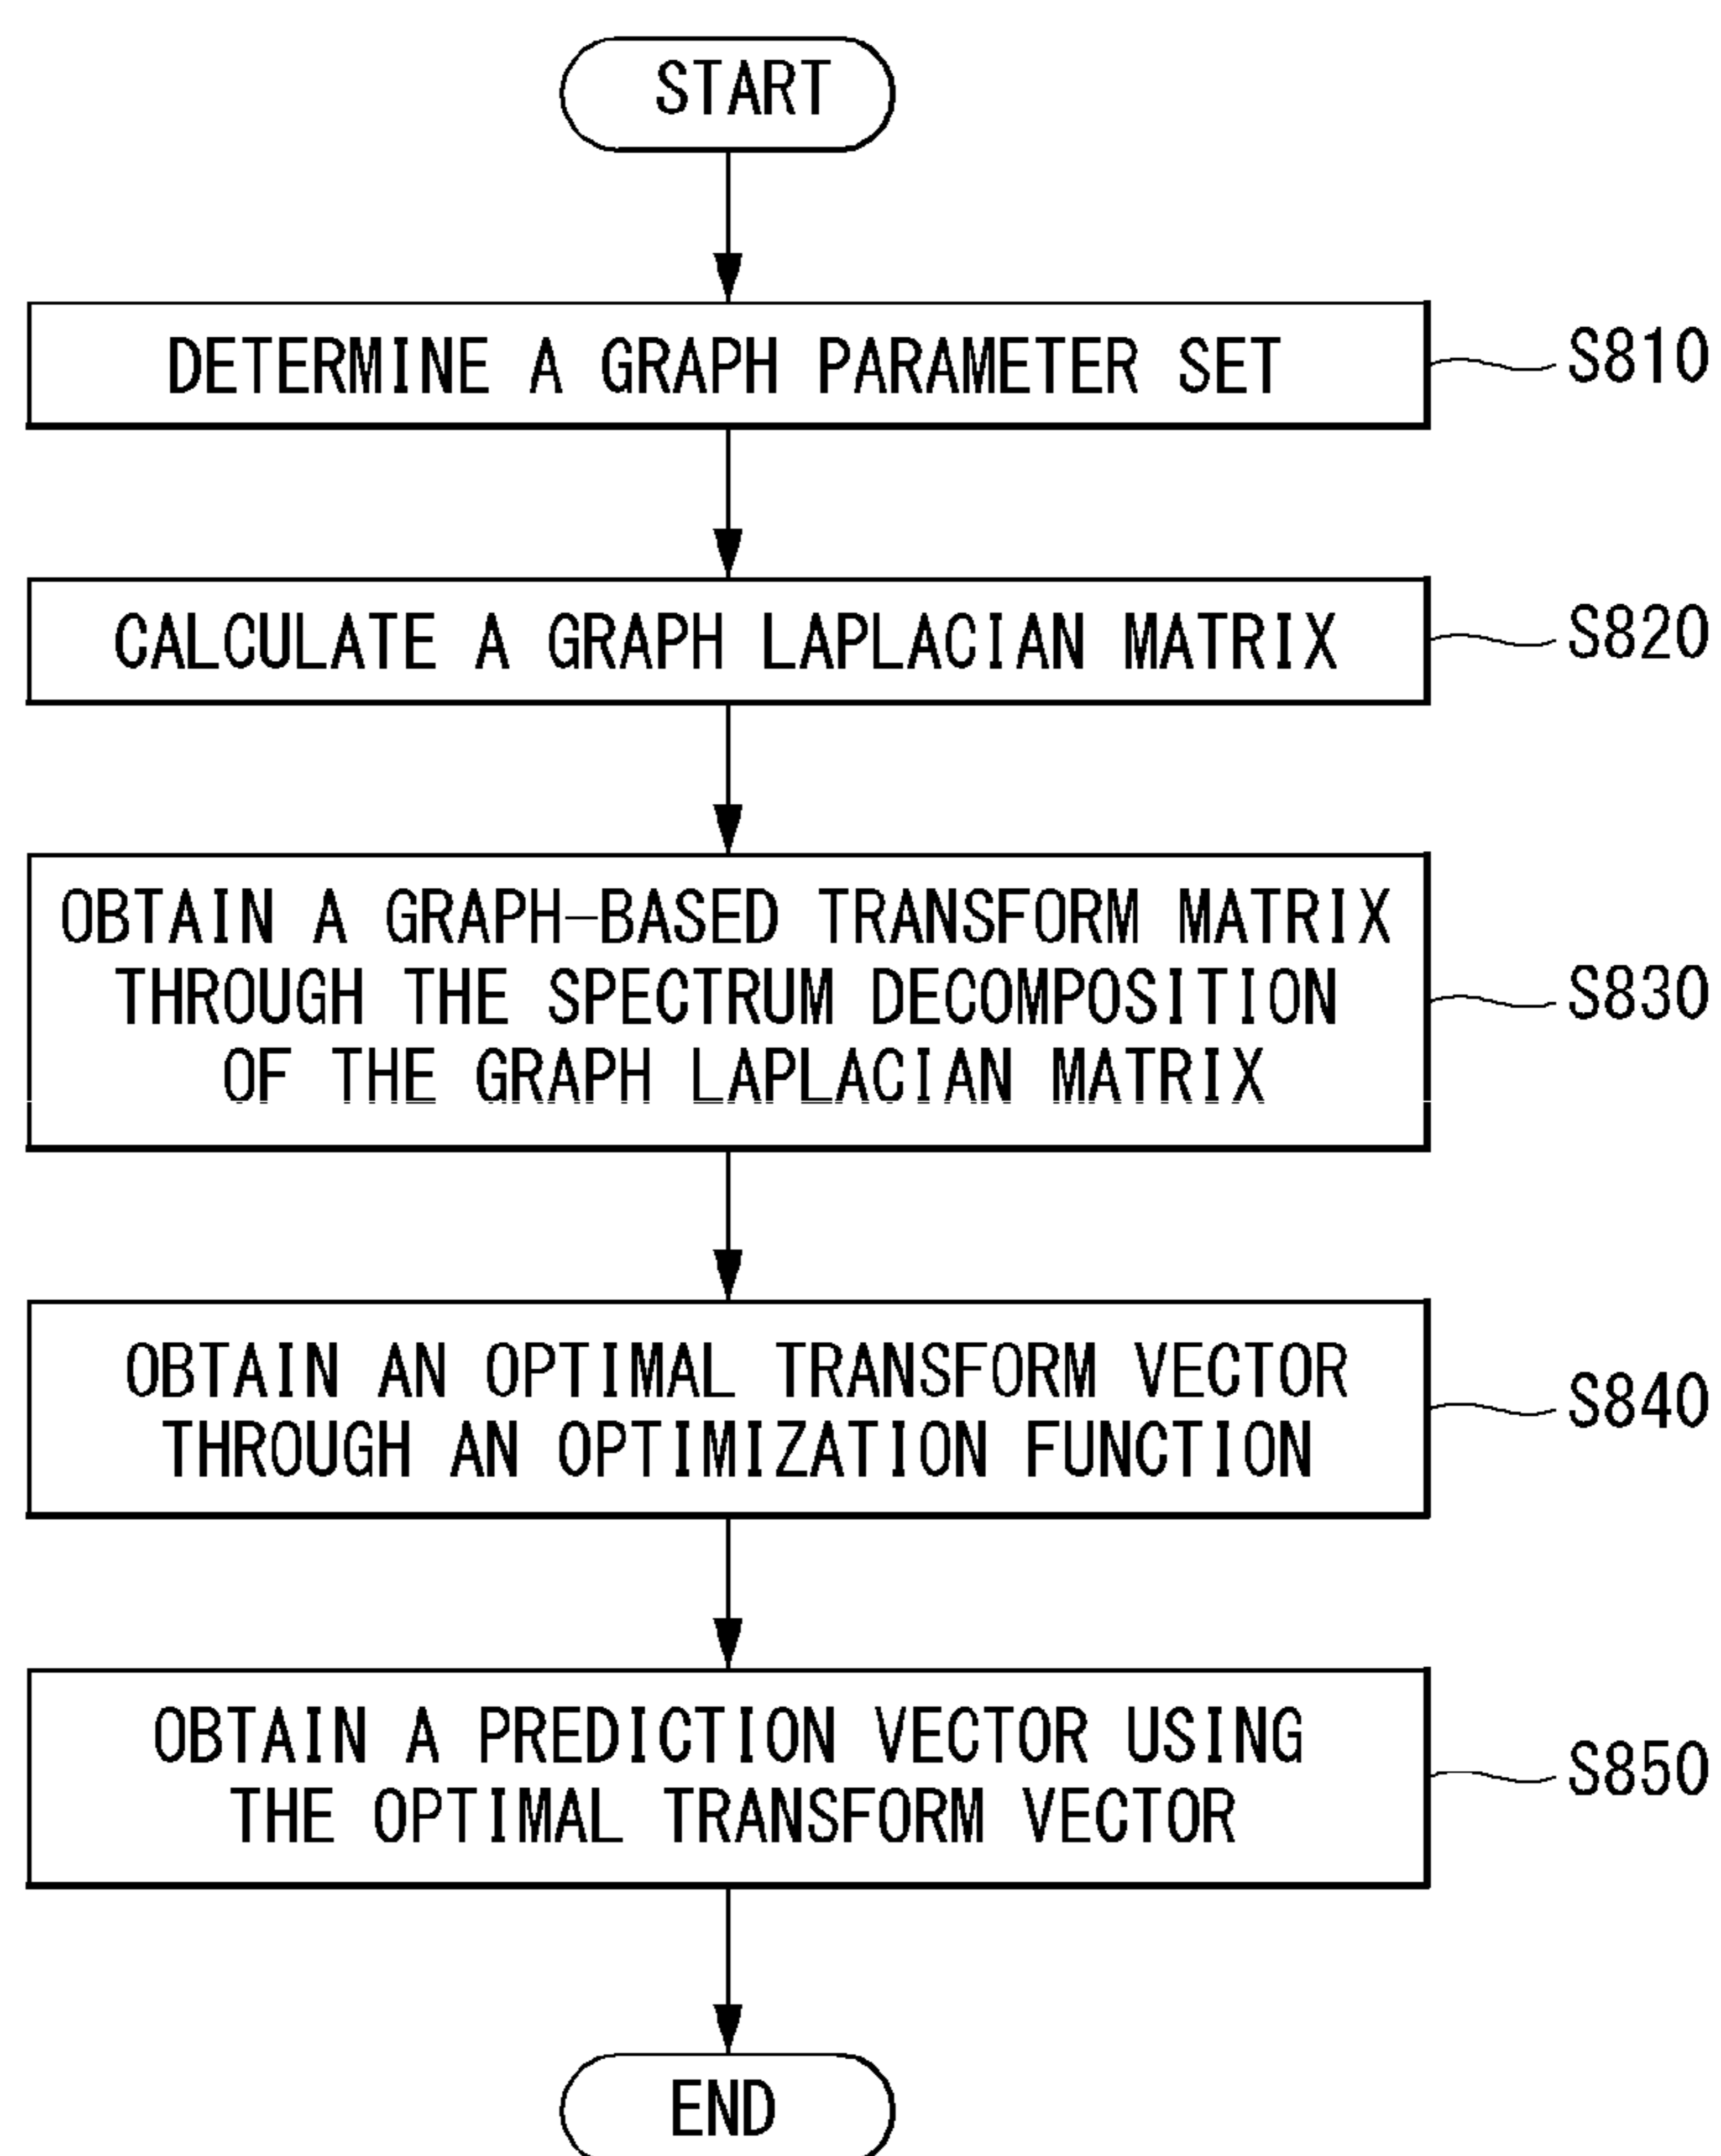 START
DETERMINE A GRAPH PARAMETER SET
S810
CALCULATE A GRAPH LAPLACIAN MATRIX
S820
OBTAIN A GRAPH-BASED TRANSFORM MATRIX
THROUGH THE SPECTRUM DECOMPOSITION
OF THE GRAPH LAPLACIAN MATRIX
S830
OBTAIN AN OPTIMAL TRANSFORM VECTOR
THROUGH AN OPTIMIZATION FUNCTION
S840
OBTAIN A PREDICTION VECTOR USING
THE OPTIMAL TRANSFORM VECTOR
S850
END